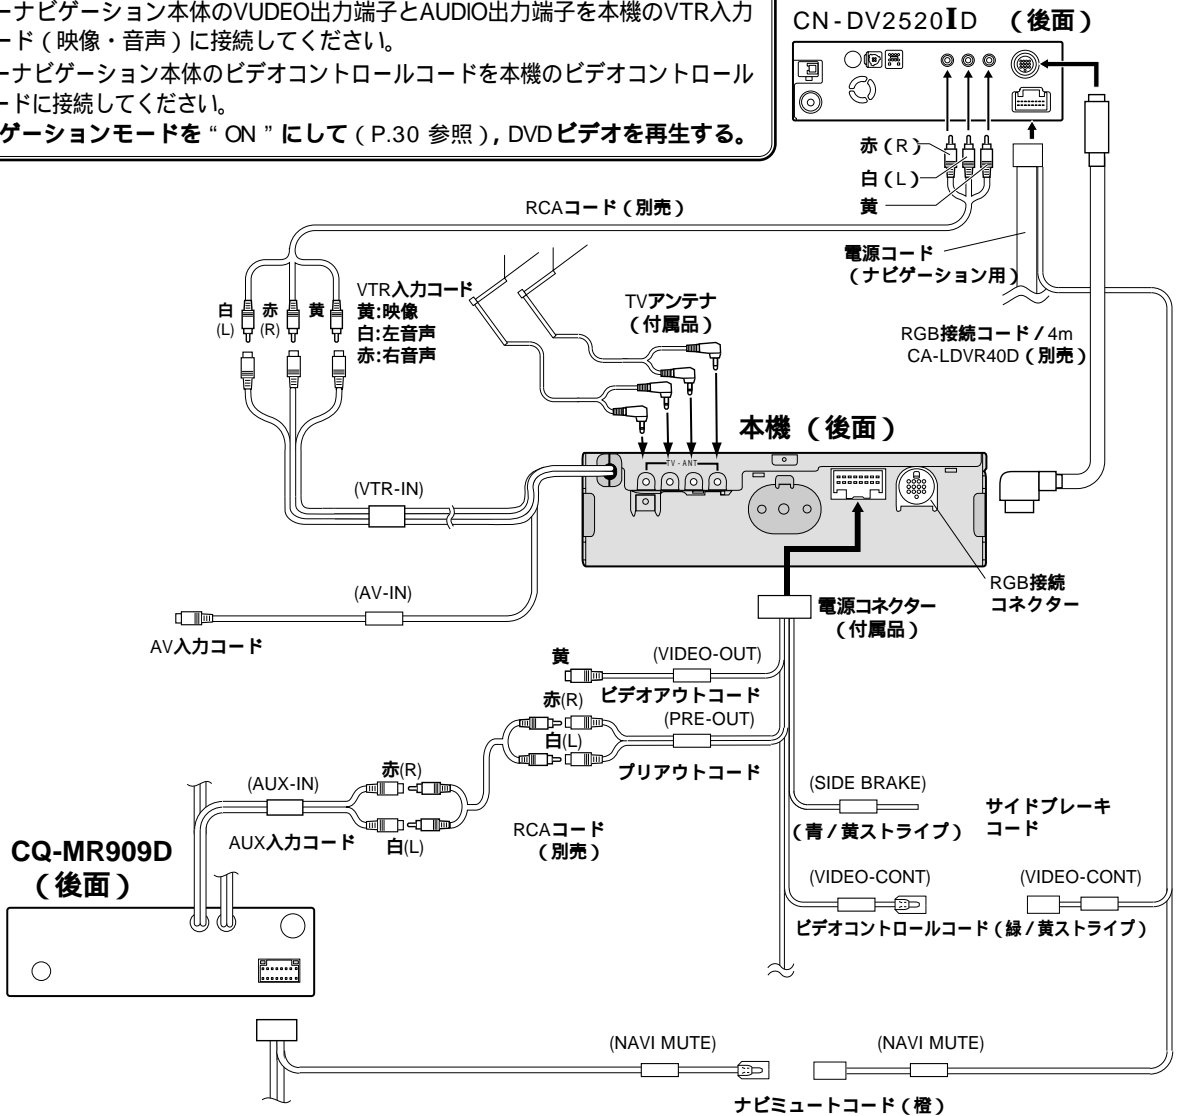 ーナビゲーション本体のVUDEO出力端子とAUDIO出力端子を本機のVTR入力
ード（映像・音声）に接続してください。
ーナビゲーション本体のビデオコントロールコードを本機のビデオコントロール
ードに接続してください。
ゲーションモードを “ ON ” にして（P.30 参照）, DVDビデオを再生する。
CN-DV2520ID （後面）
赤（R）
白（L）
黄
RCAコード（別売）
電源コード
（ナビゲーション用）
白
(L)
赤
(R)
黄
VTR入力コード
黄:映像
白:左音声
赤:右音声
TVアンテナ
（付属品）
RGB接続コード / 4m
CA-LDVR40D（別売）
本機（後面）
TV-ANT
(VTR-IN)
(AV-IN)
AV入力コード
RGB接続
コネクター
電源コネクター
（付属品）
黄
(VIDEO-OUT)
ビデオアウトコード
赤(R)
(PRE-OUT)
白(L)
プリアウトコード
(AUX-IN)
赤(R)
AUX入力コード
白(L)
RCAコード
（別売）
(SIDE BRAKE)
（青 / 黄ストライプ）
サイドブレーキ
コード
CQ-MR909D
（後面）
(VIDEO-CONT)
(VIDEO-CONT)
ビデオコントロールコード（緑 / 黄ストライプ）
(NAVI MUTE)
(NAVI MUTE)
ナビミュートコード（橙）